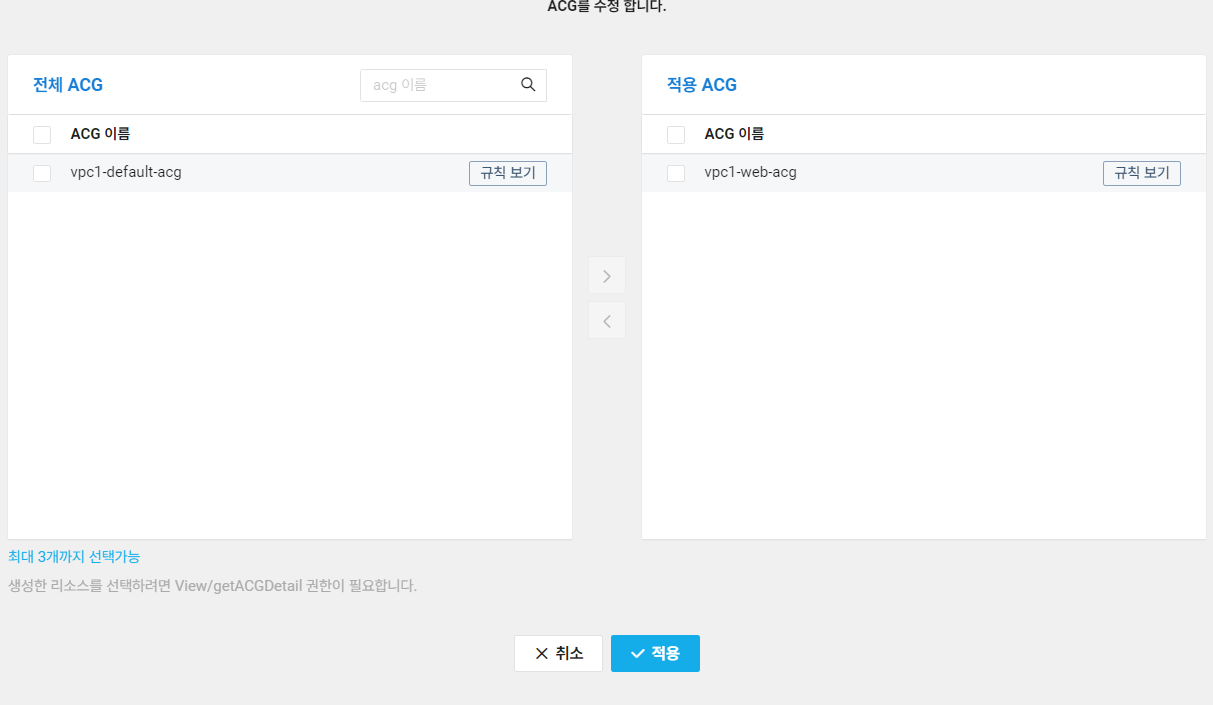 ACG를 수정 합니다.
전체 ACG
acg 이름
ACG 이름
vpc1-default-acg
규칙 보기
적용 ACG
ACG 이름
vpc1-web-acg
규칙 보기
최대 3개까지 선택가능
생성한 리소스를 선택하려면 View/getACGDetail 권한이 필요합니다.
취소
적용